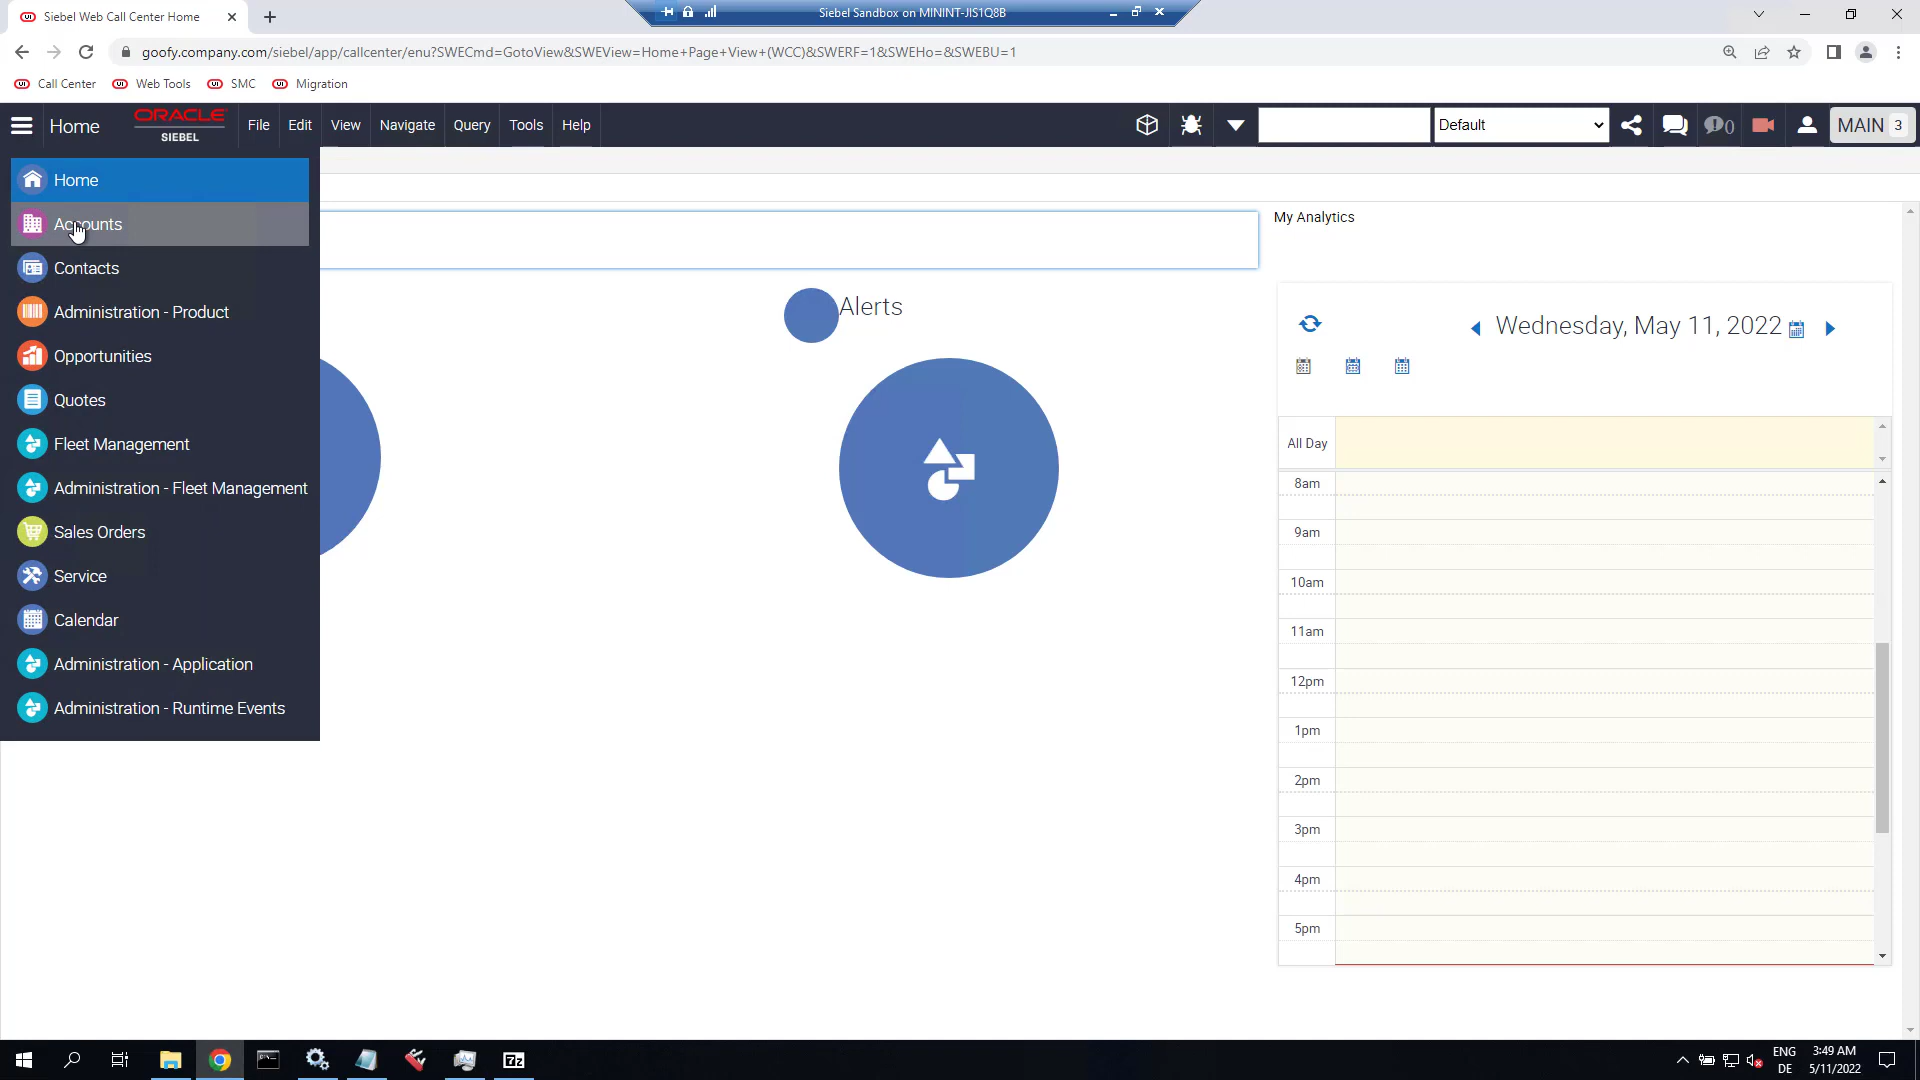 Siebel Web Call Center Home
Siebel Sandbox on MININT-JIS1Q8B
goofy.company.com/siebel/app/callcenter/enu?SWECmd=GotoView&SWEView=Home+Page+View+(WCC)&SWERF=1&SWEHo=&SWEBU=1
Call Center Web Tools SMC Migration
Home ORACLE SIEBEL File Edit View Navigate Query Tools Help Default 0 MAIN 3
Home
Accounts
Contacts
Administration - Product
Opportunities
Quotes
Fleet Management
Administration - Fleet Management
Sales Orders
Service
Calendar
Administration - Application
Administration - Runtime Events
Alerts
My Analytics
Wednesday, May 11, 2022
All Day
8am
9am
10am
11am
12pm
1pm
2pm
3pm
4pm
5pm
7z
ENG
DE
3:49 AM
5/11/2022